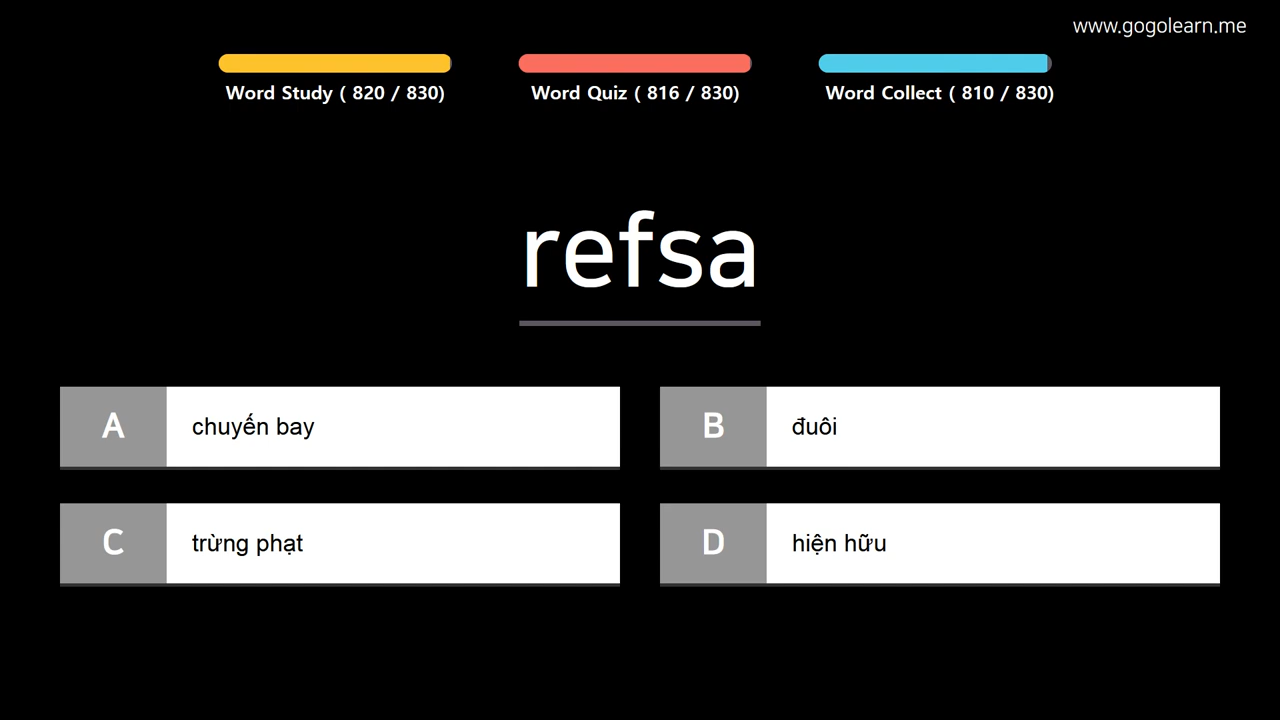 www.gogolearn.me
Word Study ( 820 / 830)
Word Quiz ( 816 / 830)
Word Collect ( 810 / 830)
refsa
A chuyến bay
B đuôi
C trừng phạt
D hiện hữu